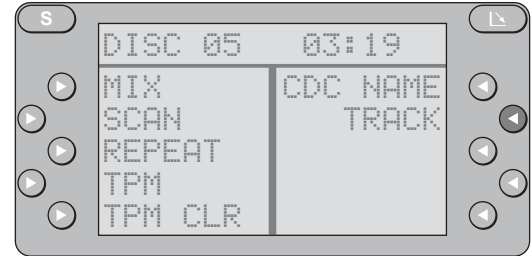 S
DISC 05 03:19
MIX CDC NAME
SCAN TRACK
REPEAT
TPM
TPM CLR